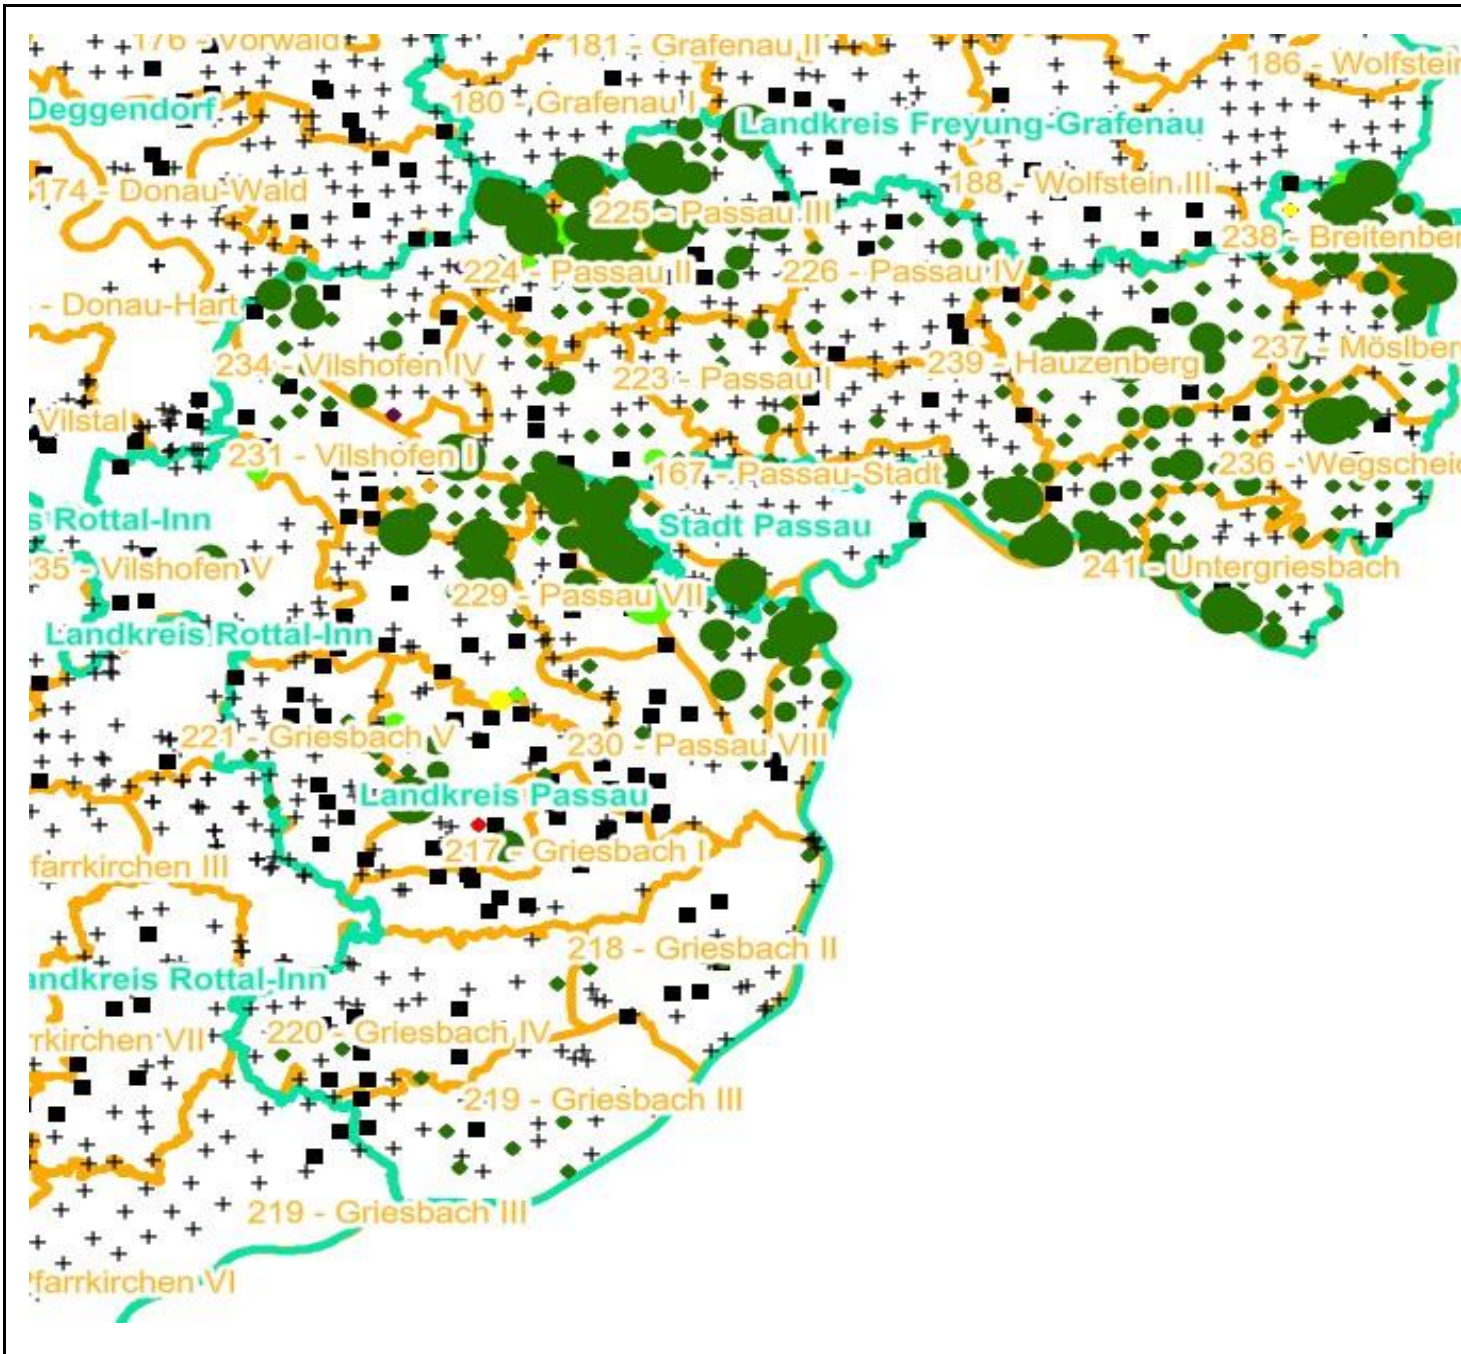 176 - Vorwald
181 - Grafenau II
186 - Wolfstein
180 - Grafenau I
Deggendorf
Landkreis Freyung-Grafenau
174 - Donau-Wald
188 - Wolfstein III
225 - Passau III
238 - Breitenber
224 - Passau II
226 - Passau IV
- Donau-Hart
234 - Vilshofen IV
223 - Passau I
239 - Hauzenberg
237 - Möslber
Vilstal
231 - Vilshofen I
167 - Passau-Stadt
236 - Wegscheid
s Rottal-Inn
Stadt Passau
35 - Vilshofen V
229 - Passau VII
241 - Untergriesbach
Landkreis Rottal-Inn
221 - Griesbach V
230 - Passau VIII
Landkreis Passau
217 - Griesbach I
farrkirchen III
218 - Griesbach II
andkreis Rottal-Inn
rkirchen VII
220 - Griesbach IV
219 - Griesbach III
219 - Griesbach III
farrkirchen VI